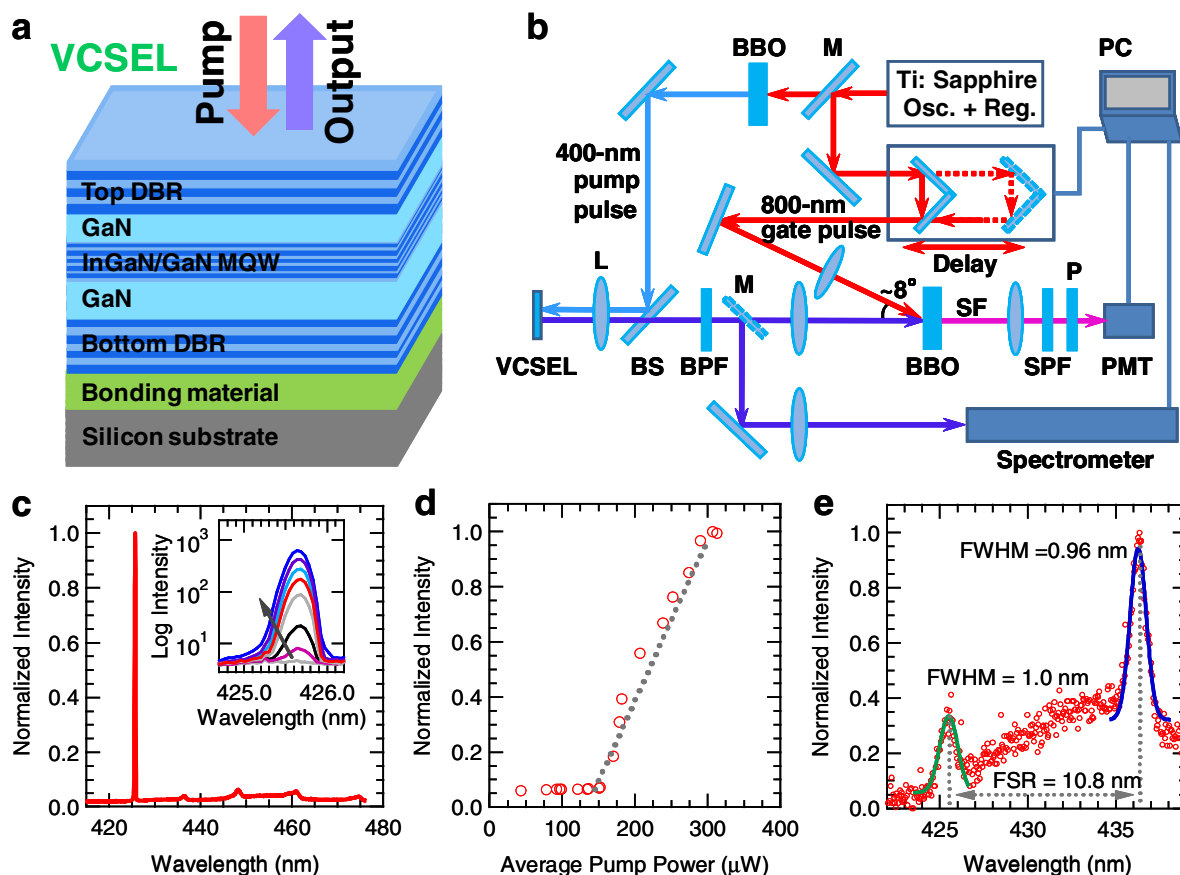 a
VCSEL
Pump
Output
Top DBR
GaN
InGaN/GaN MQW
GaN
Bottom DBR
Bonding material
Silicon substrate
b
BBO
M
Ti: Sapphire
Osc. + Reg.
PC
400-nm
pump
pulse
800-nm
gate pulse
Delay
L
M
~8°
SF
P
VCSEL
BS
BPF
BBO
SPF
PMT
Spectrometer
c
Normalized Intensity
1.0
0.8
0.6
0.4
0.2
0.0
420
440
460
480
Wavelength (nm)
Log Intensity
10³
10²
10¹
425.0
426.0
Wavelength (nm)
d
Normalized Intensity
1.0
0.8
0.6
0.4
0.2
0.0
0
100
200
300
400
Average Pump Power (μW)
e
Normalized Intensity
1.0
0.8
0.6
0.4
0.2
0.0
FWHM =0.96 nm
FWHM = 1.0 nm
FSR = 10.8 nm
425
430
435
Wavelength (nm)